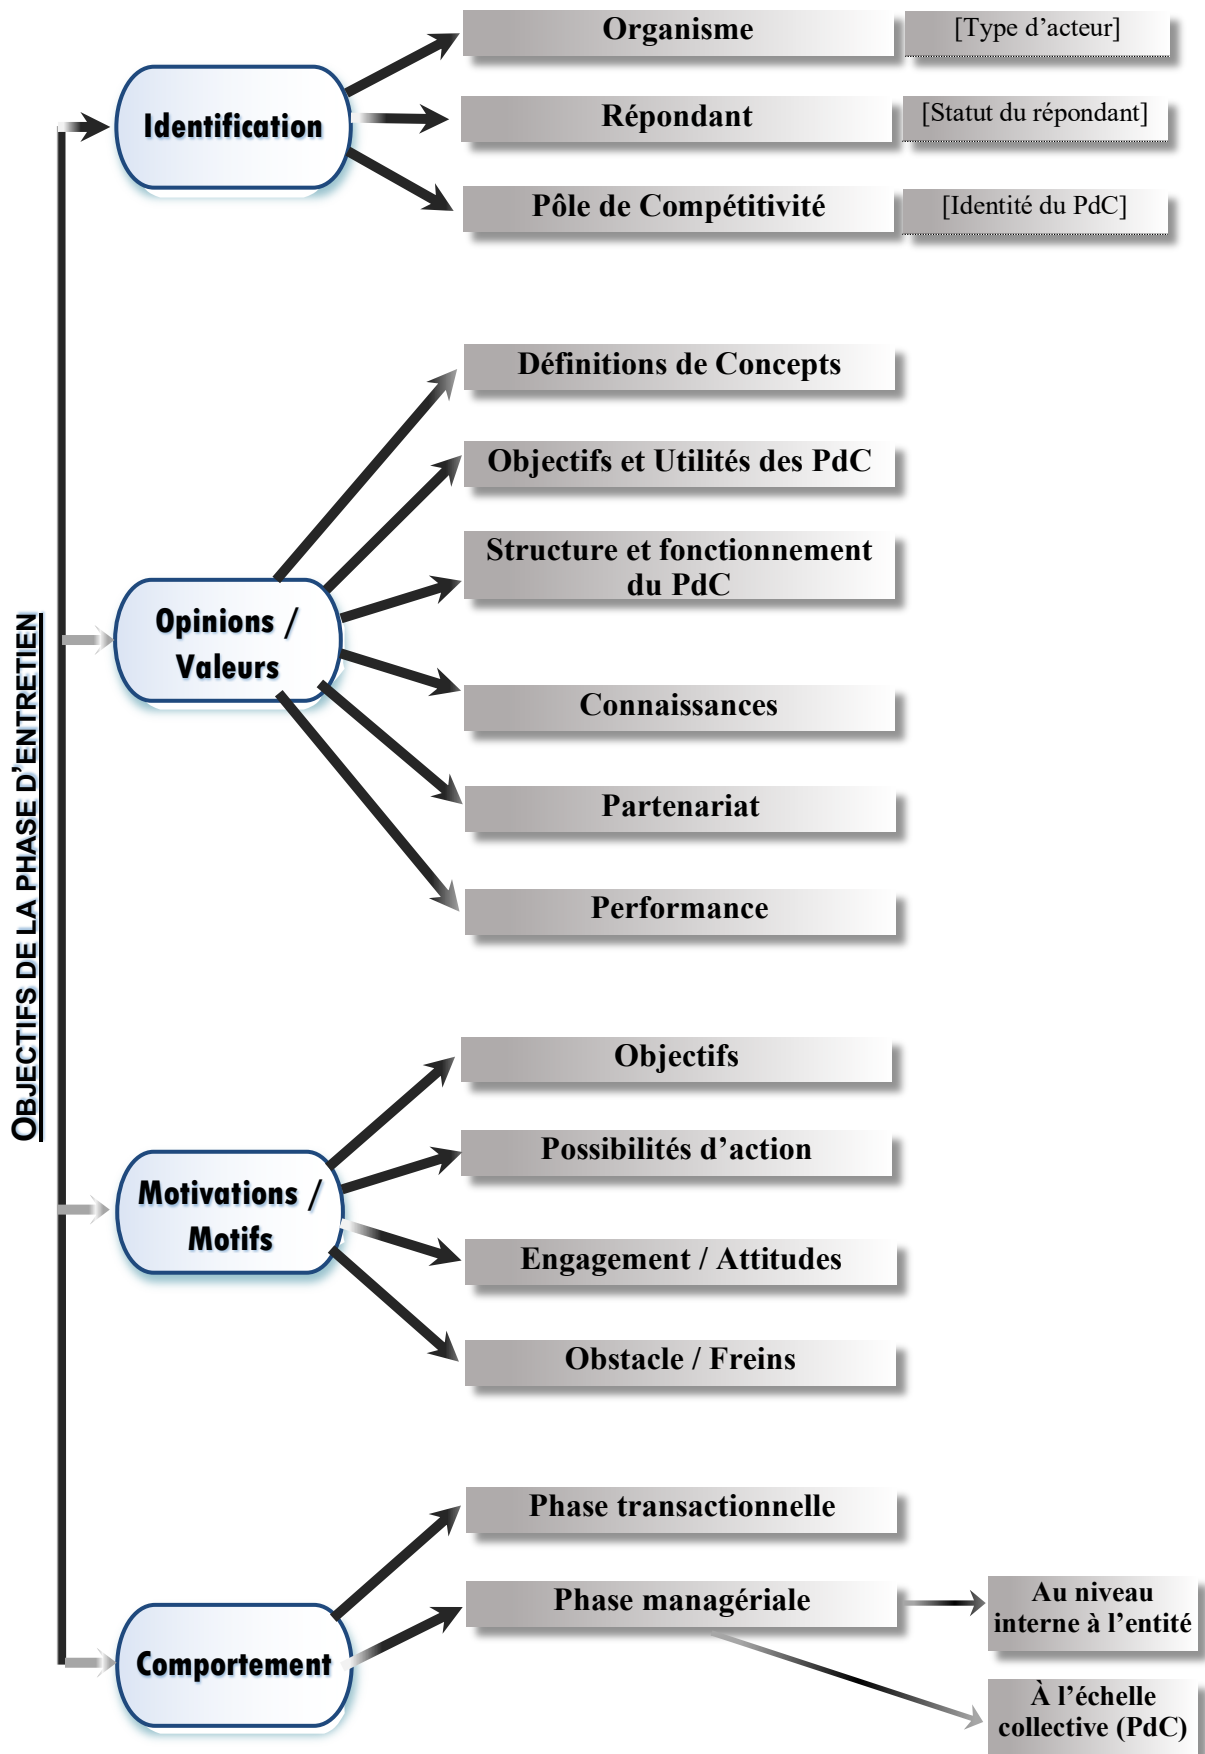 OBJECTIFS DE LA PHASE D'ENTRETIEN
Identification
Organisme
[Type d'acteur]
Répondant
[Statut du répondant]
Pôle de Compétitivité
[Identité du PdC]
Opinions /
Valeurs
Définitions de Concepts
Objectifs et Utilités des PdC
Structure et fonctionnement
du PdC
Connaissances
Partenariat
Performance
Motivations /
Motifs
Objectifs
Possibilités d'action
Engagement / Attitudes
Obstacle / Freins
Comportement
Phase transactionnelle
Phase managériale
Au niveau
interne à l'entité
À l'échelle
collective (PdC)